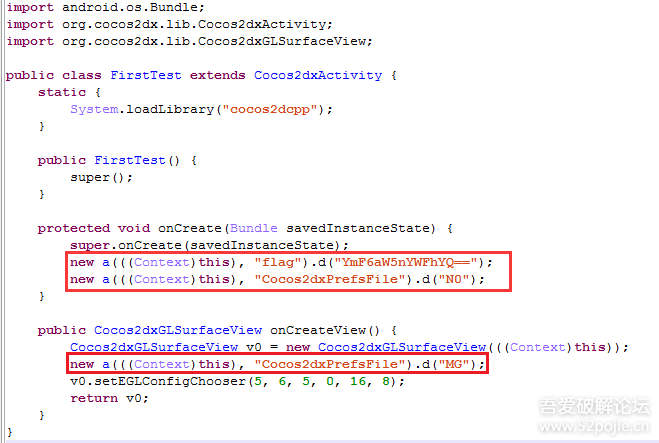 import android.os.Bundle;
import org.cocos2dx.lib.Cocos2dxActivity;
import org.cocos2dx.lib.Cocos2dxGLSurfaceView;

public class FirstTest extends Cocos2dxActivity {
    static {
        System.loadLibrary("cocos2dcpp");
    }

    public FirstTest() {
        super();
    }

    protected void onCreate(Bundle savedInstanceState) {
        super.onCreate(savedInstanceState);
        new a(((Context)this), "flag").d("YmF6aW5nYWFhYQ==");
        new a(((Context)this), "Cocos2dxPrefsFile").d("N0");
    }

    public Cocos2dxGLSurfaceView onCreateView() {
        Cocos2dxGLSurfaceView v0 = new Cocos2dxGLSurfaceView(((Context)this));
        new a(((Context)this), "Cocos2dxPrefsFile").d("MG");
        v0.setEGLConfigChooser(5, 6, 5, 0, 16, 8);
        return v0;
    }
}
吾爱破解论坛
www.52pojie.cn